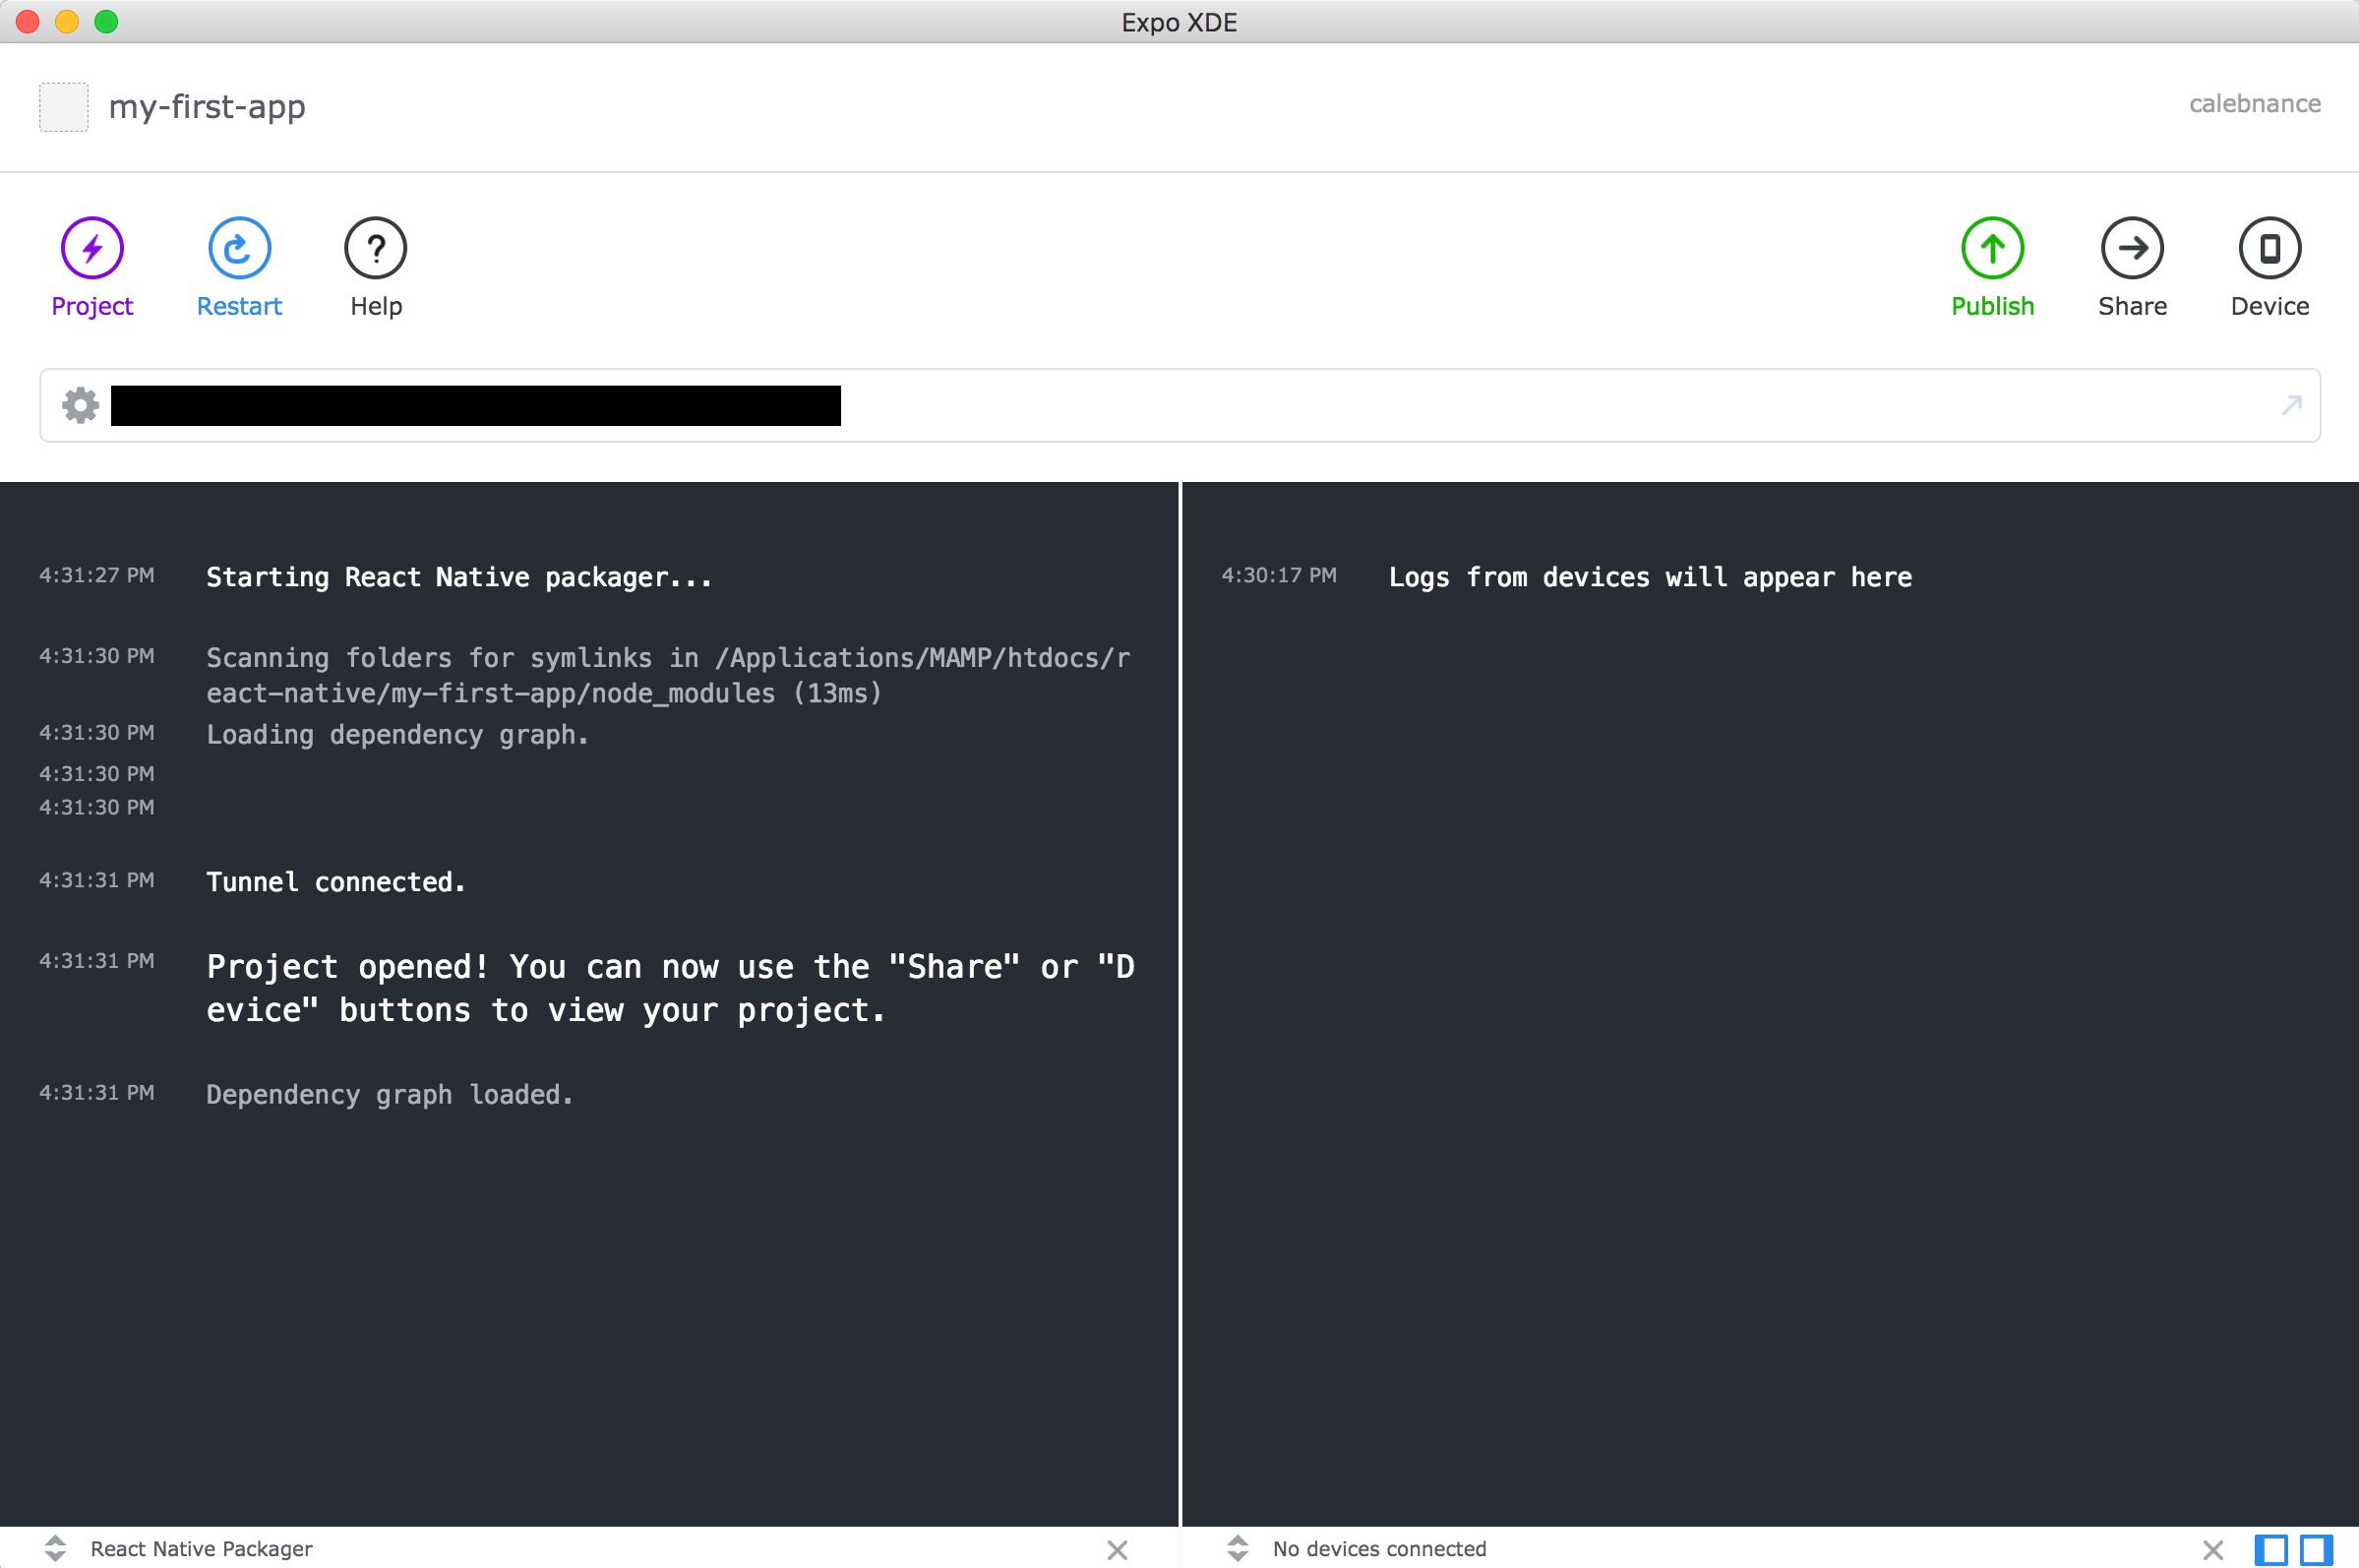 Expo XDE
my-first-app
calebnance
Project
Restart
Help
Publish
Share
Device
4:31:27 PM Starting React Native packager...
4:31:30 PM Scanning folders for symlinks in /Applications/MAMP/htdocs/r
eact-native/my-first-app/node_modules (13ms)
4:31:30 PM Loading dependency graph.
4:31:30 PM
4:31:30 PM
4:31:31 PM Tunnel connected.
4:31:31 PM Project opened! You can now use the "Share" or "D
evice" buttons to view your project.
4:31:31 PM Dependency graph loaded.
4:30:17 PM Logs from devices will appear here
React Native Packager
No devices connected